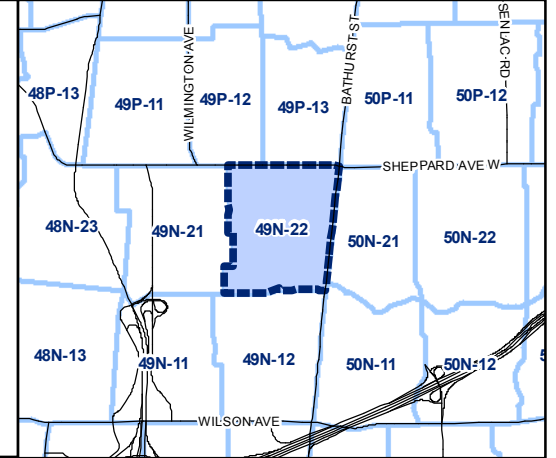 SENLAC-RD
WILMINGTON-AVE
BATHURST-ST
48P-13
49P-11
49P-12
49P-13
50P-11
50P-12
SHEPPARD AVE W
48N-23
49N-21
49N-22
50N-21
50N-22
48N-13
49N-11
49N-12
50N-11
50N-12
WILSON-AVE